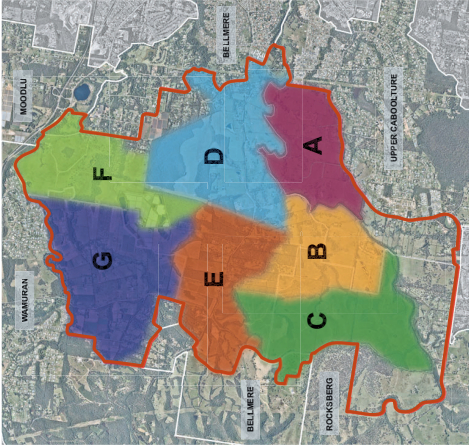 BELLMERE
MOODLU
UPPER CABOOLTURE
A
D
F
B
G
E
C
WAMURAN
BELLMERE
ROCKSBERG